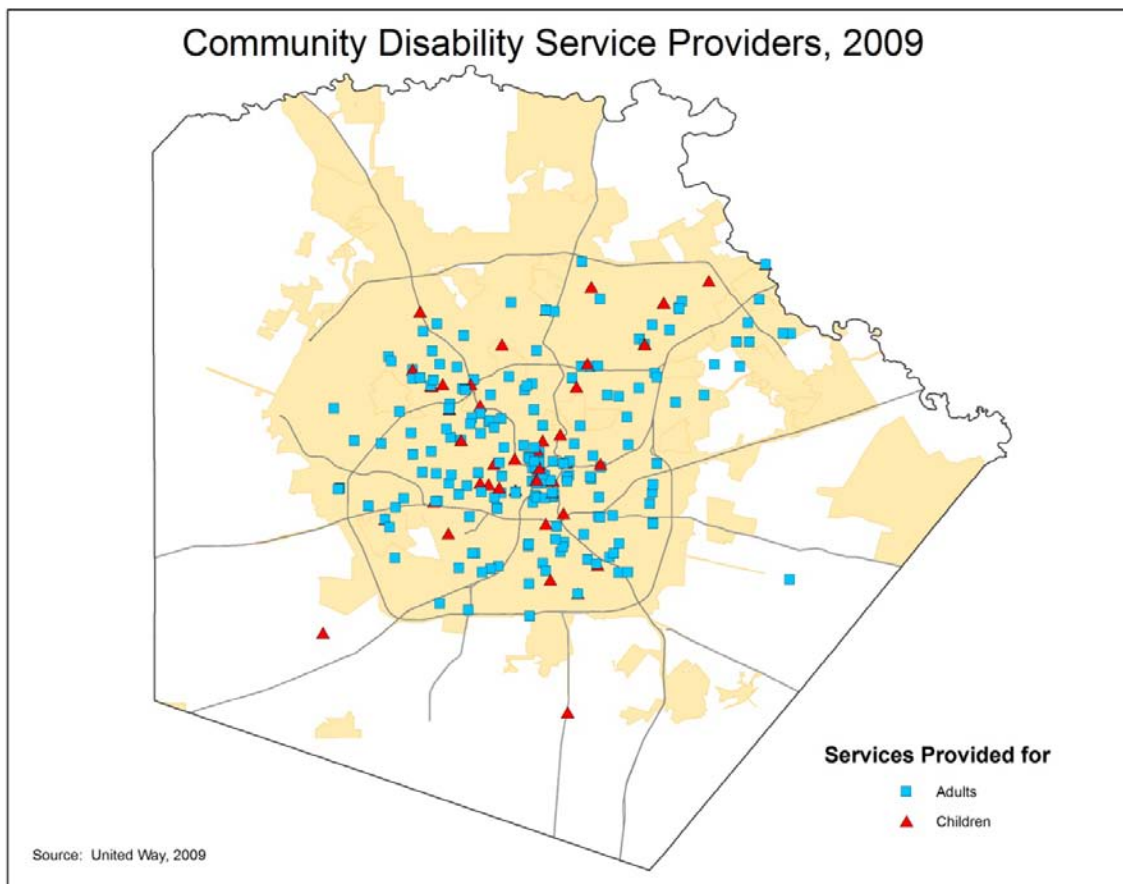 Community Disability Service Providers, 2009
Services Provided for
Adults
Children
Source: United Way, 2009